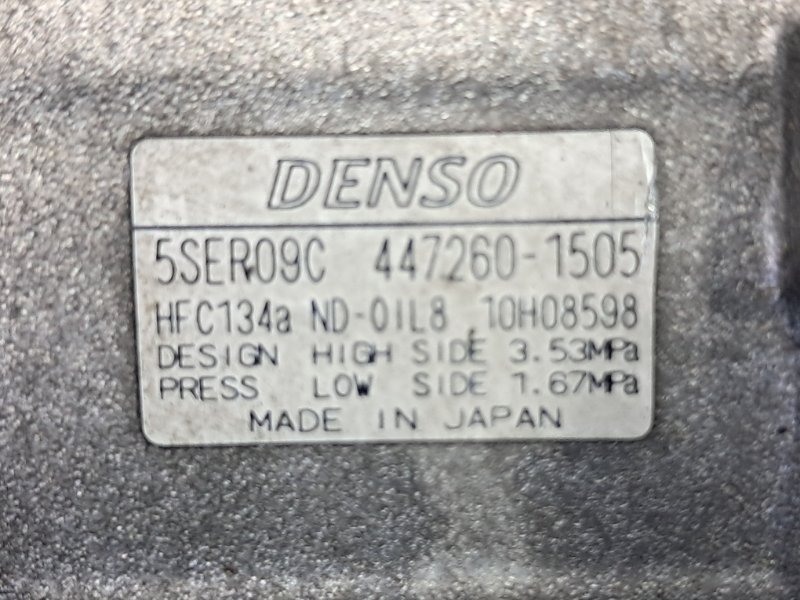 DENSO
5SER09C 447260-1505
HFC134a ND-OIL8 10H08598
DESIGN HIGH SIDE 3.53MPa
PRESS LOW SIDE 1.67MPa
MADE IN JAPAN